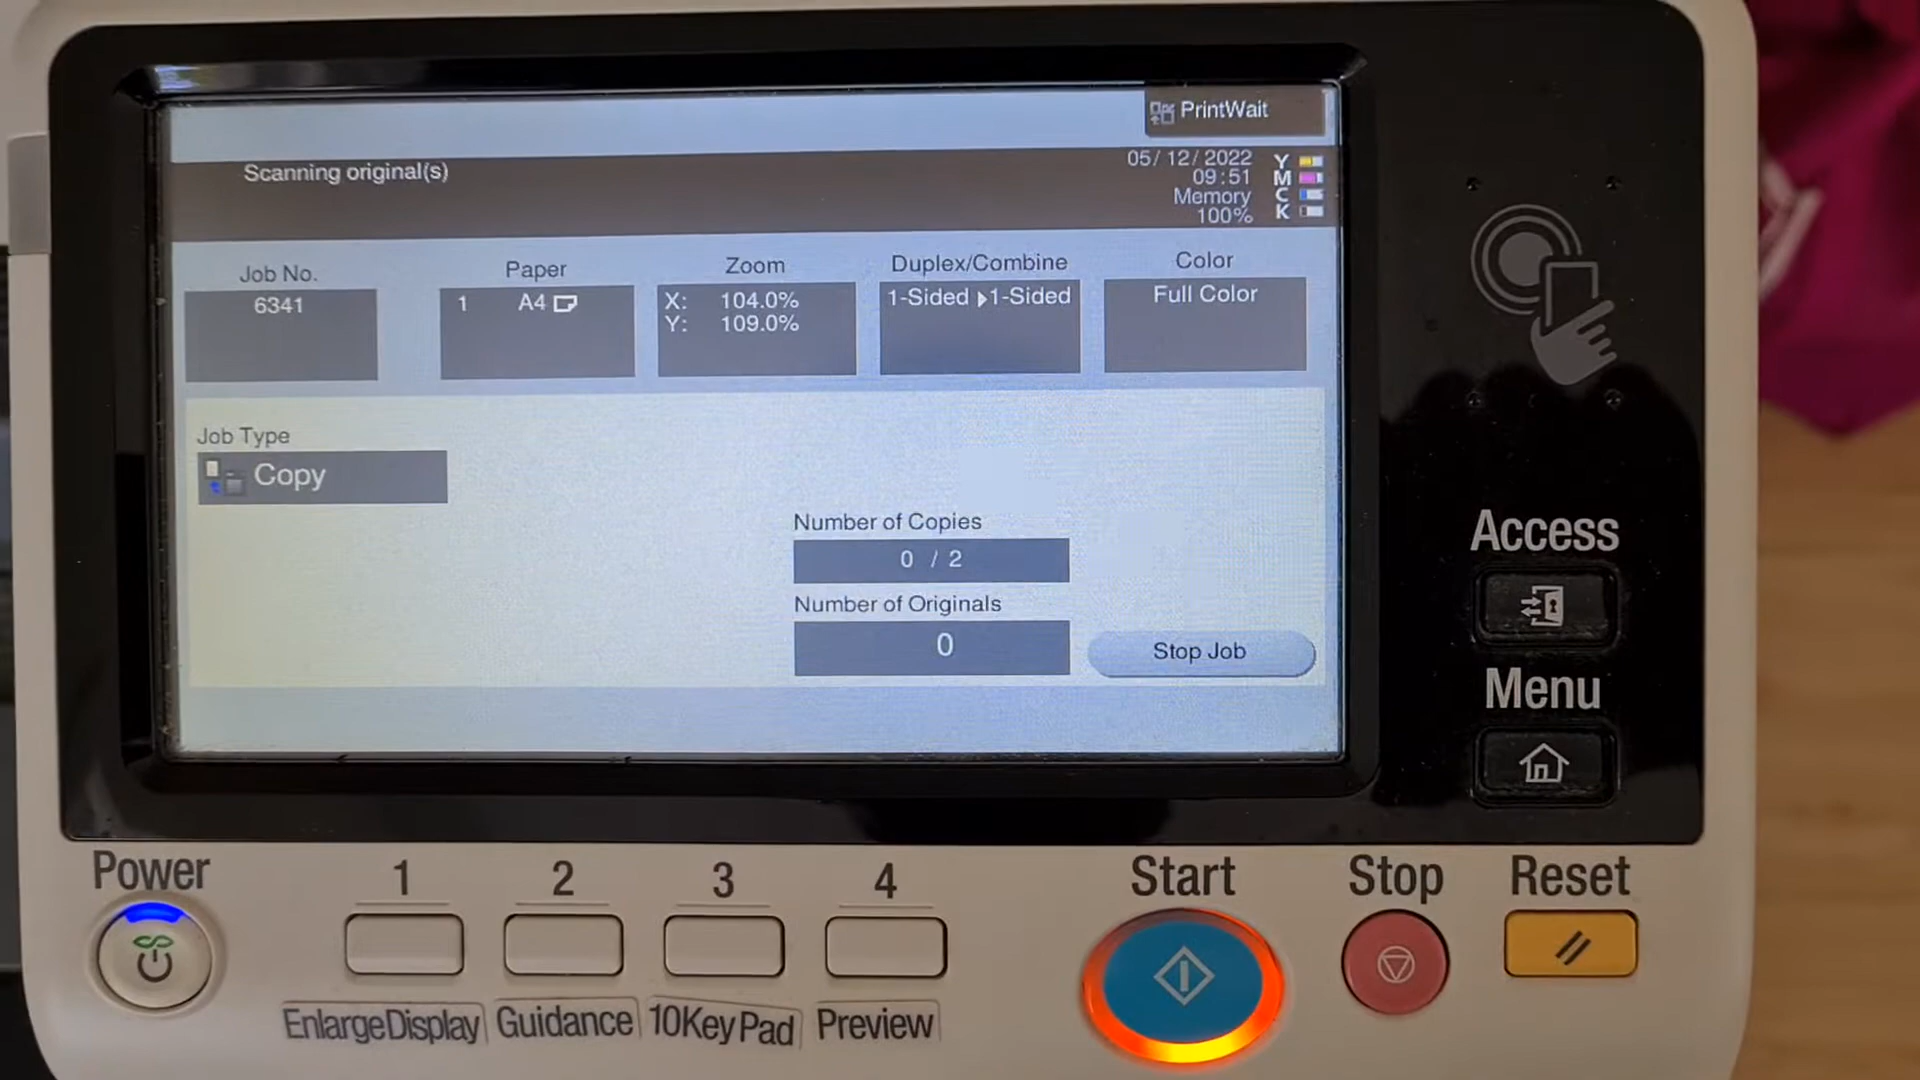 PrintWait
Scanning original(s)
05/12/2022
09:51
Memory
100%
Y
M
C
K
Job No.
6341
Paper
1 A4
Zoom
X: 104.0%
Y: 109.0%
Duplex/Combine
1-Sided ▶1-Sided
Color
Full Color
Job Type
Copy
Number of Copies
0 / 2
Number of Originals
0
Stop Job
Access
Menu
Power
1
2
3
4
Start
Stop
Reset
EnlargeDisplay
Guidance
10KeyPad
Preview